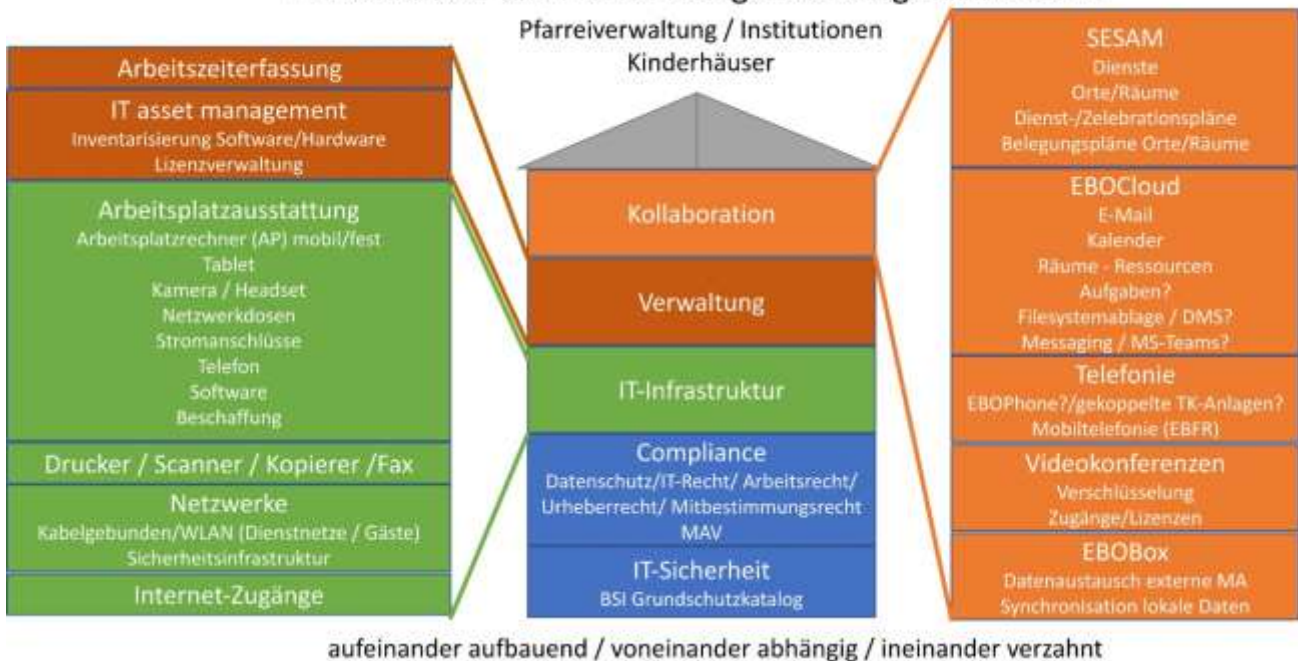 Pfarreiverwaltung / Institutionen
Kinderhäuser
Arbeitszeiterfassung
IT asset management
Inventarisierung Software/Hardware
Lizenzverwaltung
Arbeitsplatzausstattung
Arbeitsplatzrechner (AP) mobil/fest
Tablet
Kamera / Headset
Netzwerkdosen
Stromanschlüsse
Telefon
Software
Beschaffung
Drucker / Scanner / Kopierer /Fax
Netzwerke
Kabelgebunden/WLAN (Dienstnetze / Gäste)
Sicherheitsinfrastruktur
Internet-Zugänge
Kollaboration
Verwaltung
IT-Infrastruktur
Compliance
Datenschutz/IT-Recht/ Arbeitsrecht/
Urheberrecht/ Mitbestimmungsrecht
MAV
IT-Sicherheit
BSI Grundschutzkatalog
SESAM
Dienste
Orte/Räume
Dienst-/Zelebrationspläne
Belegungspläne Orte/Räume
EBOCloud
E-Mail
Kalender
Räume - Ressourcen
Aufgaben?
Filesystemablage / DMS?
Messaging / MS-Teams?
Telefonie
EBOPhone?/gekoppelte TK-Anlagen?
Mobiltelefonie (EBFR)
Videokonferenzen
Verschlüsselung
Zugänge/Lizenzen
EBOBox
Datenaustausch externe MA
Synchronisation lokale Daten
aufeinander aufbauend / voneinander abhängig / ineinander verzahnt